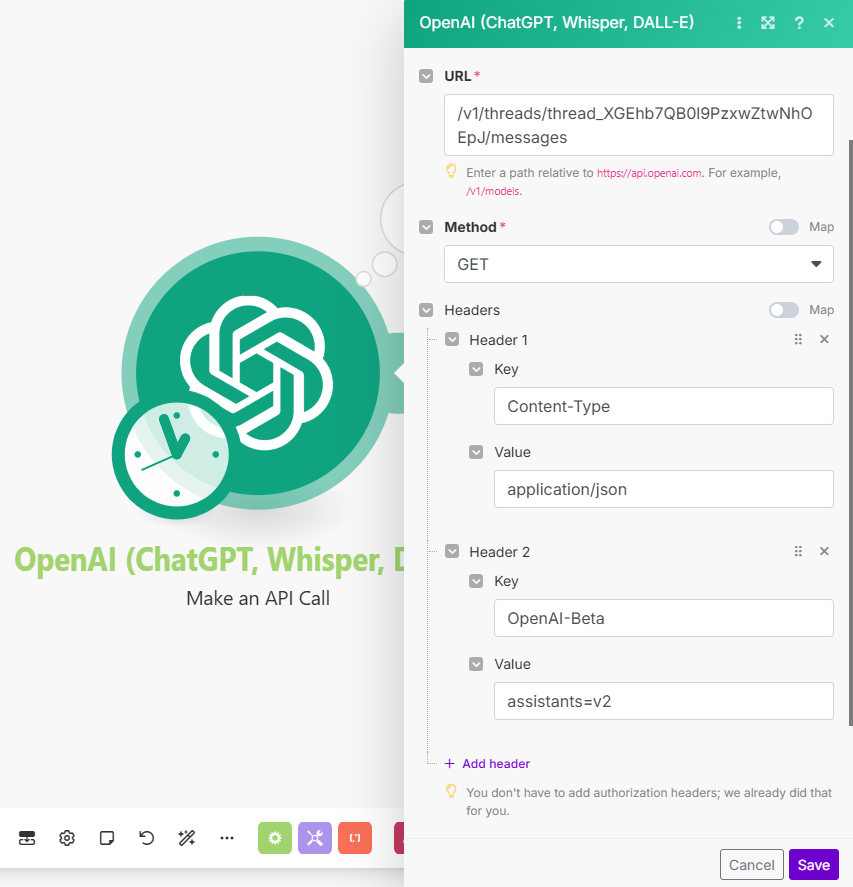 OpenAI (ChatGPT, Whisper, DALL-E)
?
URL *
/v1/threads/thread_XGEhb7QB0I9PzxwZtwNhO
EpJ/messages
Enter a path relative to https://api.openai.com. For example,
/v1/models.
Method *
Map
GET
Headers
Map
Header 1
Key
Content-Type
Value
application/json
Header 2
Key
OpenAI-Beta
Value
assistants=v2
+ Add header
You don't have to add authorization headers; we already did that
for you.
Cancel
Save
OpenAI (ChatGPT, Whisper, D
Make an API Call